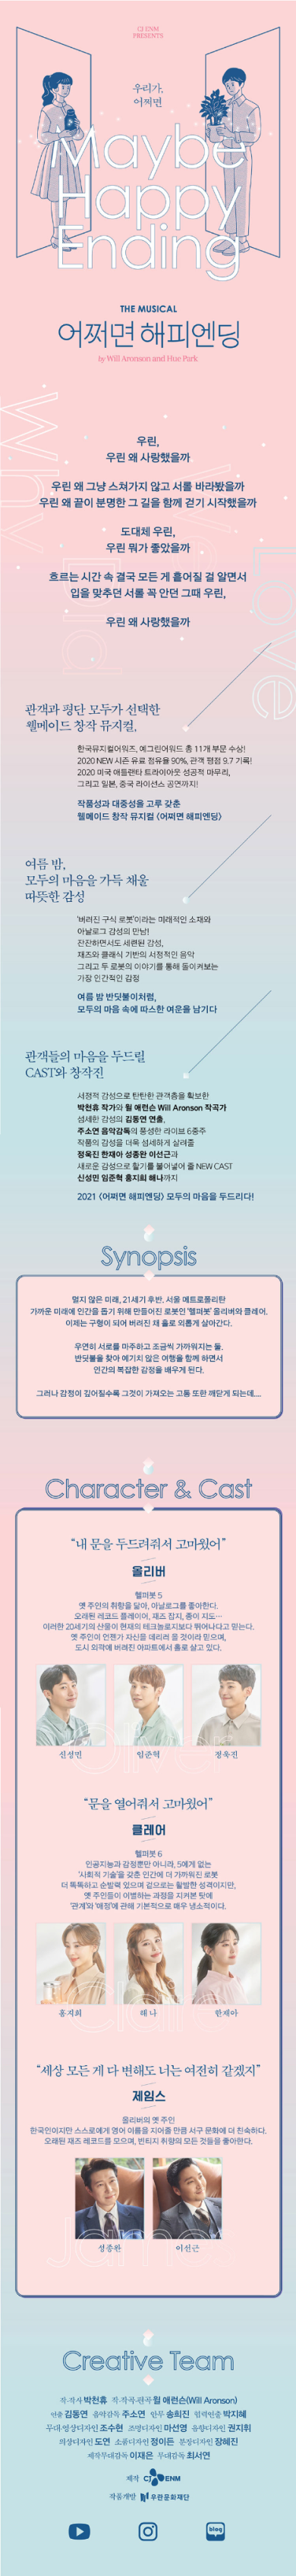 CJ ENM
PRESENTS
우리가,
어쩌면
Maybe
Happy
Ending
THE MUSICAL
어쩌면 해피엔딩
by Will Aronson and Hue Park
우린,
우린 왜 사랑했을까
우린 왜 그냥 스쳐가지 않고 서롤 바라봤을까
우린 왜 끝이 분명한 그 길을 함께 걷기 시작했을까
도대체 우린,
우린 뭐가 좋았을까
흐르는 시간 속 결국 모든 게 흩어질 걸 알면서
입을 맞추던 서롤 꼭 안던 그때 우린,
우린 왜 사랑했을까
관객과 평단 모두가 선택한
웰메이드 창작 뮤지컬,
한국뮤지컬어워즈, 예그린어워드 총 11개 부문 수상!
2020 NEW 시즌 유료 점유율 90%, 관객 평점 9.7 기록!
2020 미국 애틀란타 트라이아웃 성공적 마무리,
그리고 일본, 중국 라이선스 공연까지!
작품성과 대중성을 고루 갖춘
웰메이드 창작 뮤지컬 <어쩌면 해피엔딩>
여름 밤,
모두의 마음을 가득 채울
따뜻한 감성
'버려진 구식 로봇'이라는 미래적인 소재와
아날로그 감성의 만남!
잔잔하면서도 세련된 감성,
재즈와 클래식 기반의 서정적인 음악
그리고 두 로봇의 이야기를 통해 돌이켜보는
가장 인간적인 감정
여름 밤 반딧불이처럼,
모두의 마음 속에 따스한 여운을 남기다
관객들의 마음을 두드릴
CAST와 창작진
서정적 감성으로 탄탄한 관객층을 확보한
박천휴 작가와 윌 애런슨 Will Aronson 작곡가
섬세한 감성의 김동연 연출,
주소연 음악감독의 풍성한 라이브 6중주
작품의 감성을 더욱 섬세하게 살려줄
정욱진 한재아 성종완 이선근과
새로운 감성으로 활기를 불어넣어 줄 NEW CAST
신성민 임준혁 홍지희 해나까지
2021 <어쩌면 해피엔딩> 모두의 마음을 두드리다!
Synopsis
멀지 않은 미래, 21세기 후반. 서울 메트로폴리탄
가까운 미래에 인간을 돕기 위해 만들어진 로봇인 '헬퍼봇' 올리버와 클레어.
이제는 구형이 되어 버려진 채 홀로 외롭게 살아간다.
우연히 서로를 마주하고 조금씩 가까워지는 둘.
반딧불을 찾아 예기치 않은 여행을 함께 하면서
인간의 복잡한 감정을 배우게 된다.
그러나 감정이 깊어질수록 그것이 가져오는 고통 또한 깨닫게 되는데....
Character & Cast
"내 문을 두드려줘서 고마웠어"
올리버
헬퍼봇 5
옛 주인의 취향을 닮아, 아날로그를 좋아한다.
오래된 레코드 플레이어, 재즈 잡지, 종이 지도…
이러한 20세기의 산물이 현재의 테크놀로지보다 뛰어나다고 믿는다.
옛 주인이 언젠가 자신을 데리러 올 것이라 믿으며,
도시 외곽에 버려진 아파트에서 홀로 살고 있다.
신성민 임준혁 정욱진
"문을 열어줘서 고마웠어"
클레어
헬퍼봇 6
인공지능과 감정뿐만 아니라, 5에게 없는
'사회적 기술'을 갖춘 인간에 더 가까워진 로봇
더 똑똑하고 순발력 있으며 겉으로는 활발한 성격이지만,
옛 주인들이 이별하는 과정을 지켜본 탓에
'관계'와 '애정'에 관해 기본적으로 매우 냉소적이다.
홍지희 해나 한재아
"세상 모든 게 다 변해도 너는 여전히 같겠지"
제임스
올리버의 옛 주인
한국인이지만 스스로에게 영어 이름을 지어줄 만큼 서구 문화에 더 친숙하다.
오래된 재즈 레코드를 모으며, 빈티지 취향의 모든 것들을 좋아한다.
성종완 이선근
Creative Team
작·작사 박천휴 작·작곡·편곡 윌 애런슨(Will Aronson)
연출 김동연 음악감독 주소연 안무 송희진 협력연출 박지혜
무대·영상디자인 조수현 조명디자인 마선영 음향디자인 권지휘
의상디자인 도연 소품디자인 정이든 분장디자인 장혜진
제작무대감독 이재은 무대감독 최서연
제작 CJ ENM
작품개발 우란문화재단
blog